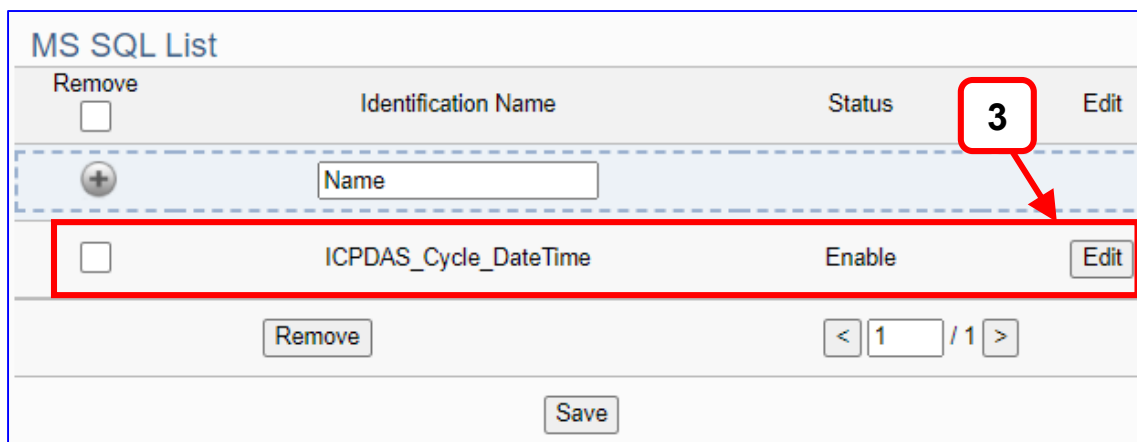 MS SQL List
Remove Identification Name Status Edit
3
Name
ICPDAS_Cycle_DateTime Enable Edit
Remove < 1 / 1 >
Save